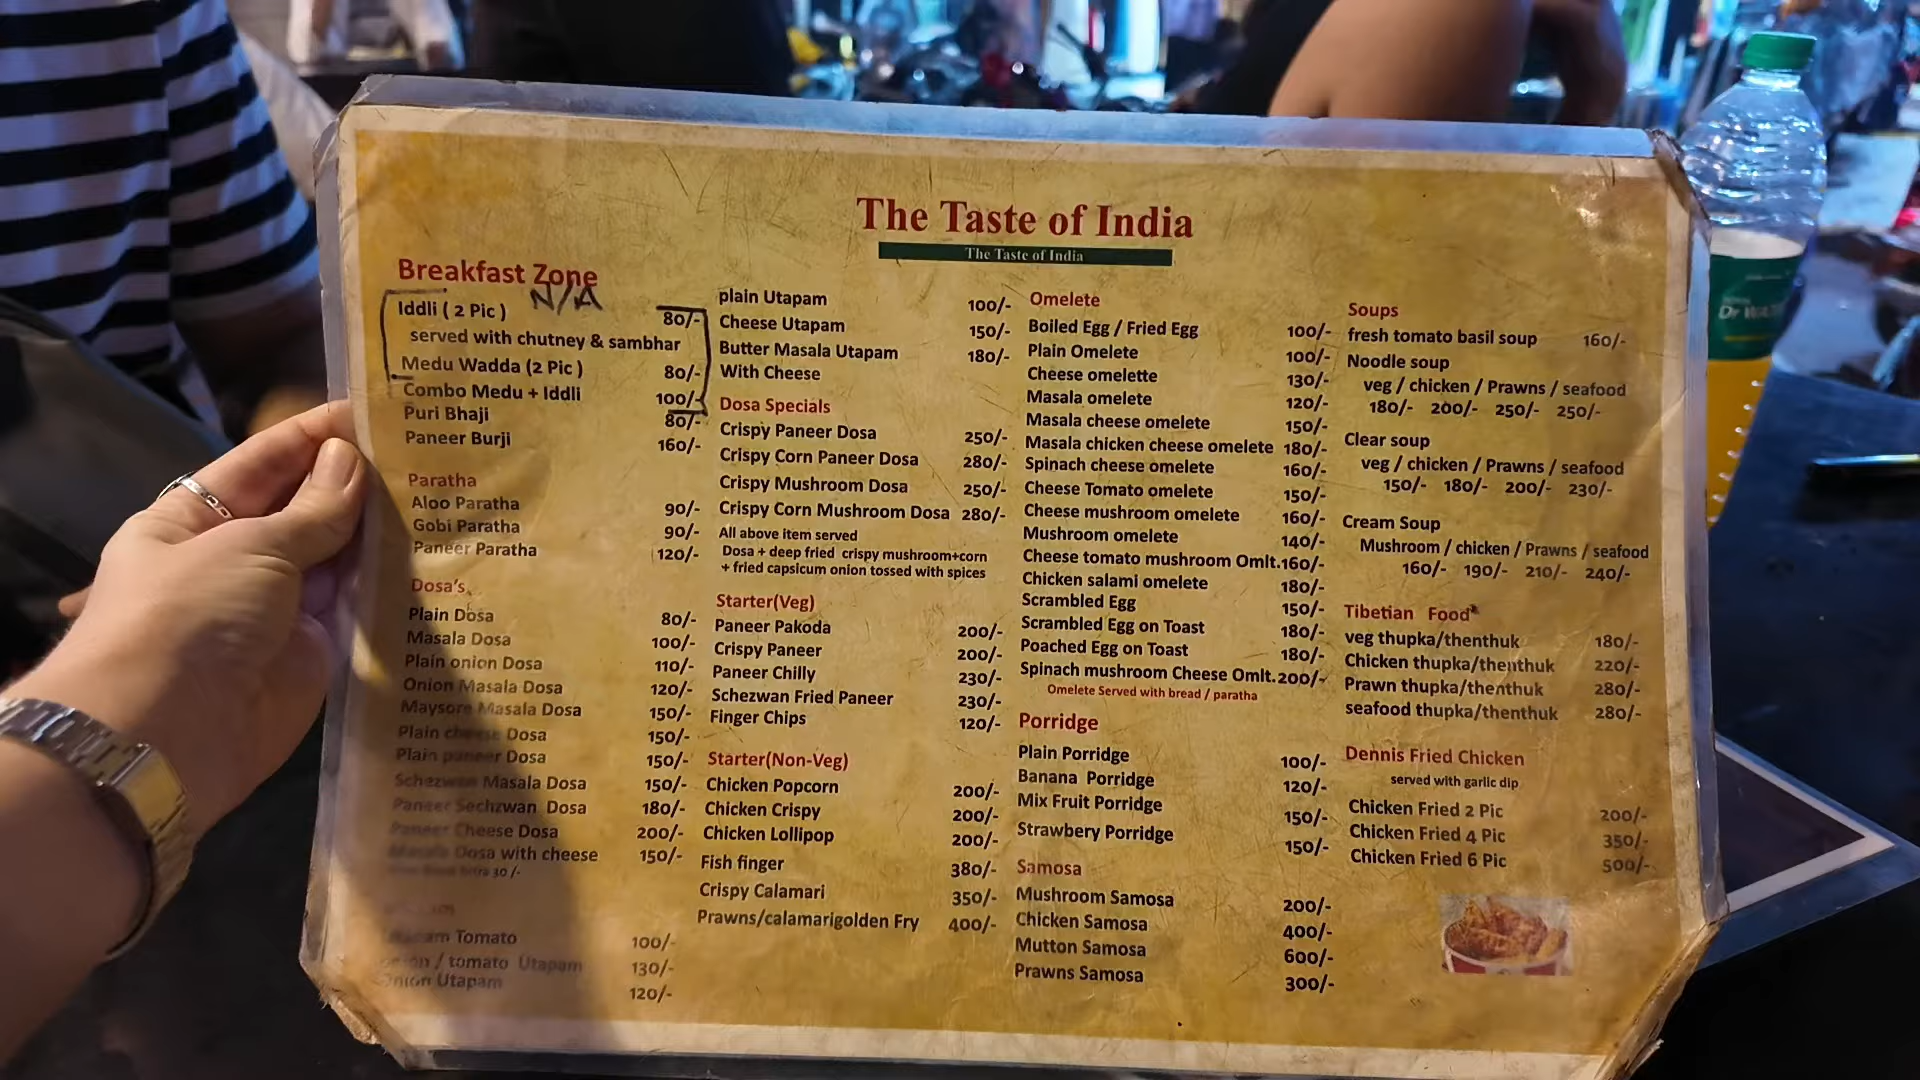 The Taste of India
The Taste of India
Breakfast Zone
N/A
Iddli ( 2 Pic ) 80/-
served with chutney & sambhar
Medu Wadda (2 Pic ) 80/-
Combo Medu + Iddli 100/-
Puri Bhaji 80/-
Paneer Burji 160/-
Paratha
Aloo Paratha 90/-
Gobi Paratha 90/-
Paneer Paratha 120/-
Dosa's
Plain Dosa 80/-
Masala Dosa 100/-
Plain onion Dosa 110/-
Onion Masala Dosa 120/-
Maysore Masala Dosa 150/-
Plain cheese Dosa 150/-
Plain paneer Dosa 150/-
Schezwan Masala Dosa 150/-
Paneer Sechzwan Dosa 180/-
Paneer Cheese Dosa 200/-
Masala Dosa with cheese 150/-
Extra 30 /-
Tomato 100/-
/ tomato Utapam 130/-
Onion Utapam 120/-
plain Utapam 100/-
Cheese Utapam 150/-
Butter Masala Utapam 180/-
With Cheese
Dosa Specials
Crispy Paneer Dosa 250/-
Crispy Corn Paneer Dosa 280/-
Crispy Mushroom Dosa 250/-
Crispy Corn Mushroom Dosa 280/-
All above item served
Dosa + deep fried crispy mushroom+corn
+ fried capsicum onion tossed with spices
Starter(Veg)
Paneer Pakoda 200/-
Crispy Paneer 200/-
Paneer Chilly 230/-
Schezwan Fried Paneer 230/-
Finger Chips 120/-
Starter(Non-Veg)
Chicken Popcorn 200/-
Chicken Crispy 200/-
Chicken Lollipop 200/-
Fish finger 380/-
Crispy Calamari 350/-
Prawns/calamarigolden Fry 400/-
Omelete
Boiled Egg / Fried Egg 100/-
Plain Omelete 100/-
Cheese omelette 130/-
Masala omelete 120/-
Masala cheese omelete 150/-
Masala chicken cheese omelete 180/-
Spinach cheese omelete 160/-
Cheese Tomato omelete 150/-
Cheese mushroom omelete 160/-
Mushroom omelete 140/-
Cheese tomato mushroom Omlt. 160/-
Chicken salami omelete 180/-
Scrambled Egg 150/-
Scrambled Egg on Toast 180/-
Poached Egg on Toast 180/-
Spinach mushroom Cheese Omlt. 200/-
Omelete Served with bread / paratha
Porridge
Plain Porridge 100/-
Banana Porridge 120/-
Mix Fruit Porridge 150/-
Strawbery Porridge 150/-
Samosa
Mushroom Samosa 200/-
Chicken Samosa 400/-
Mutton Samosa 600/-
Prawns Samosa 300/-
Soups
fresh tomato basil soup 160/-
Noodle soup
veg / chicken / Prawns / seafood
180/- 200/- 250/- 250/-
Clear soup
veg / chicken / Prawns / seafood
150/- 180/- 200/- 230/-
Cream Soup
Mushroom / chicken / Prawns / seafood
160/- 190/- 210/- 240/-
Tibetian Food
veg thupka/thenthuk 180/-
Chicken thupka/thenthuk 220/-
Prawn thupka/thenthuk 280/-
seafood thupka/thenthuk 280/-
Dennis Fried Chicken
served with garlic dip
Chicken Fried 2 Pic 200/-
Chicken Fried 4 Pic 350/-
Chicken Fried 6 Pic 500/-
Dr